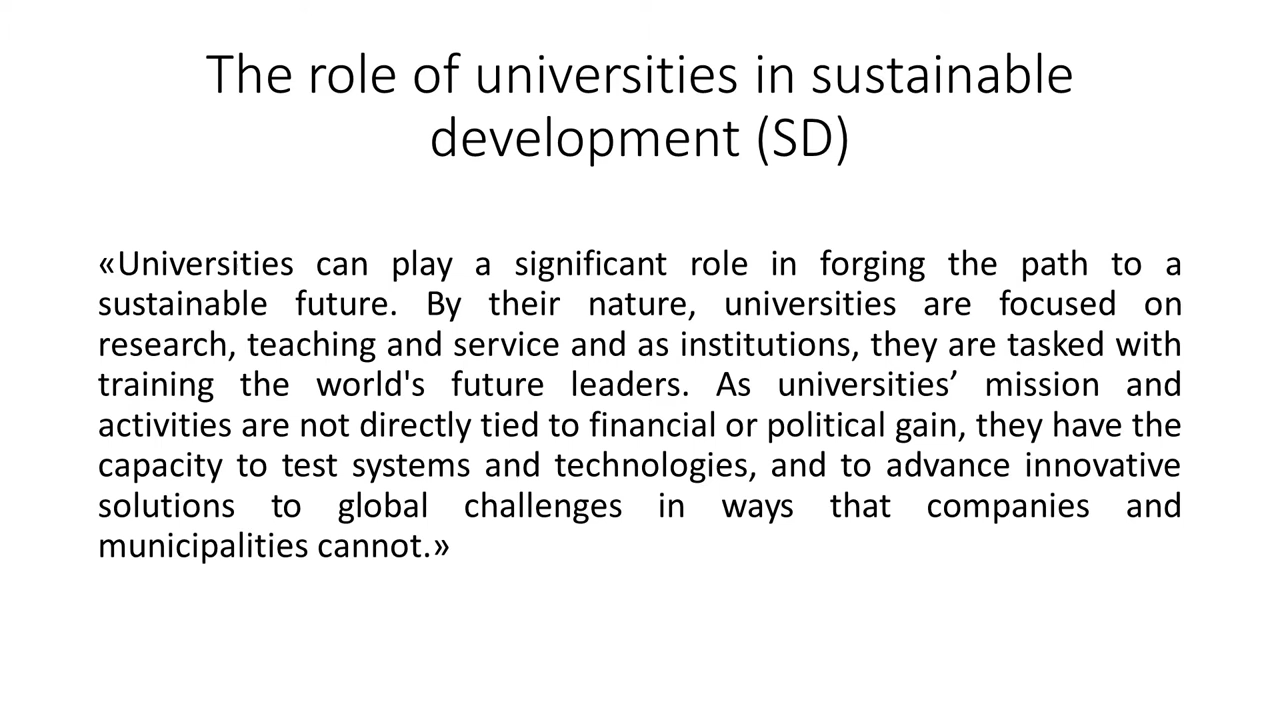 The role of universities in sustainable
development (SD)
«Universities can play a significant role in forging the path to a
sustainable future. By their nature, universities are focused on
research, teaching and service and as institutions, they are tasked with
training the world's future leaders. As universities’ mission and
activities are not directly tied to financial or political gain, they have the
capacity to test systems and technologies, and to advance innovative
solutions to global challenges in ways that companies and
municipalities cannot.»